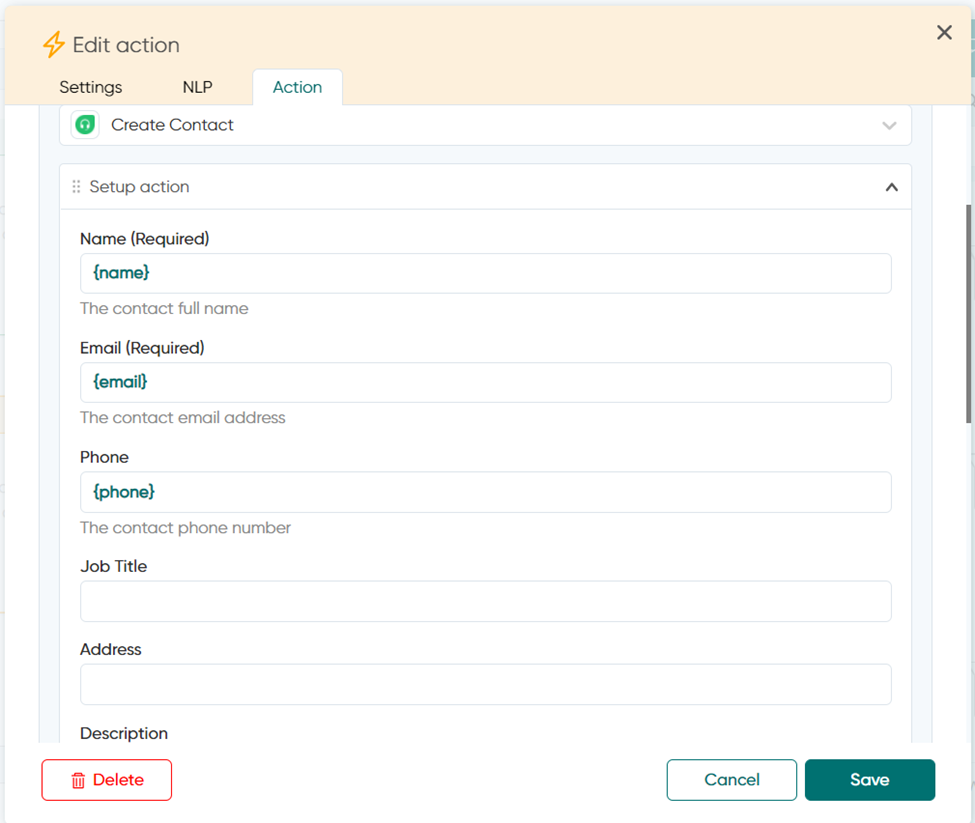 Edit action
Settings NLP Action
Create Contact
Setup action
Name (Required)
{name}
The contact full name
Email (Required)
{email}
The contact email address
Phone
{phone}
The contact phone number
Job Title
Address
Description
Delete Cancel Save